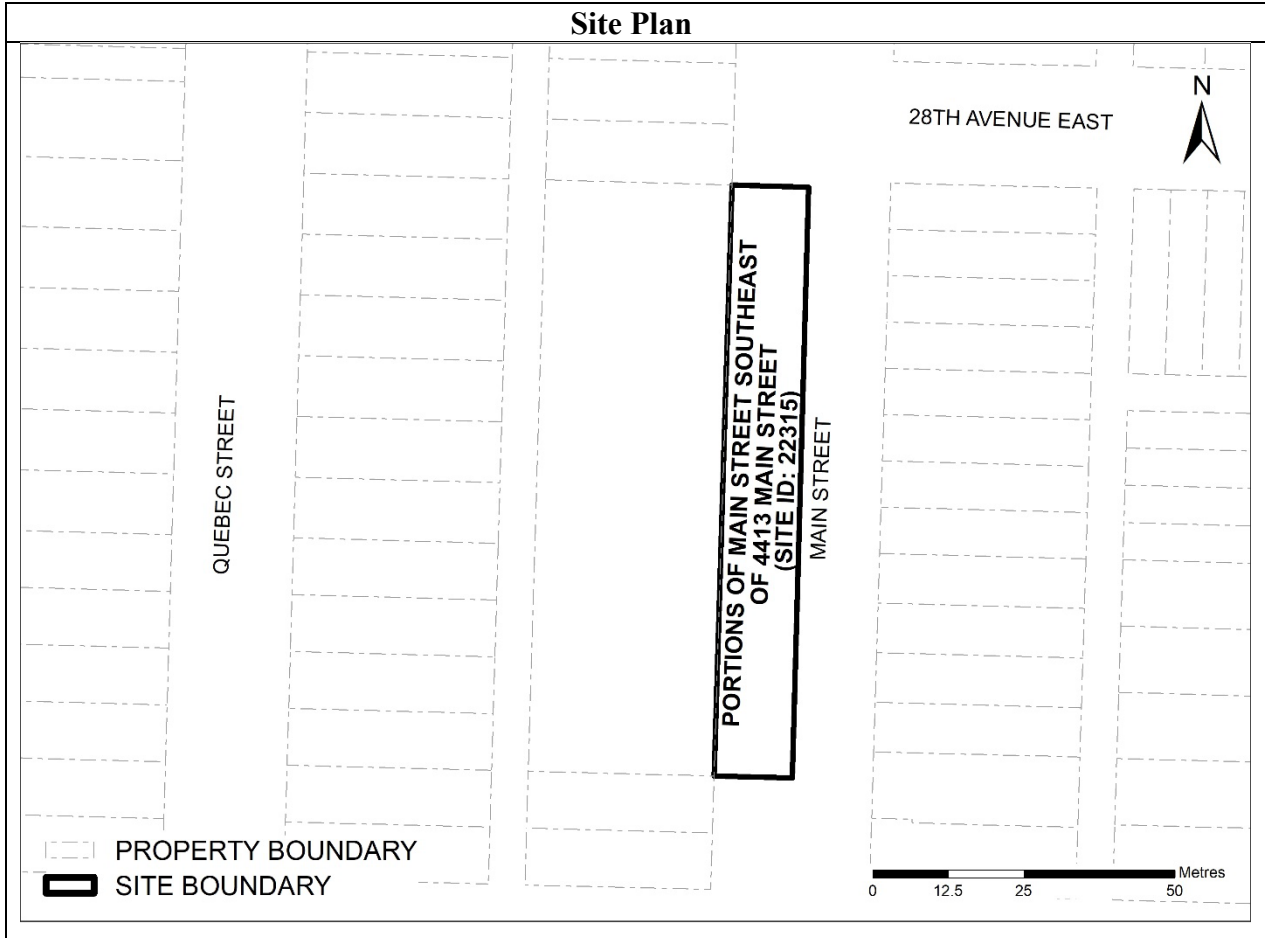 Site Plan
N
28TH AVENUE EAST
QUEBEC STREET
PORTIONS OF MAIN STREET SOUTHEAST
OF 4413 MAIN STREET
(SITE ID: 22315)
MAIN STREET
PROPERTY BOUNDARY
SITE BOUNDARY
Metres
0 12.5 25 50